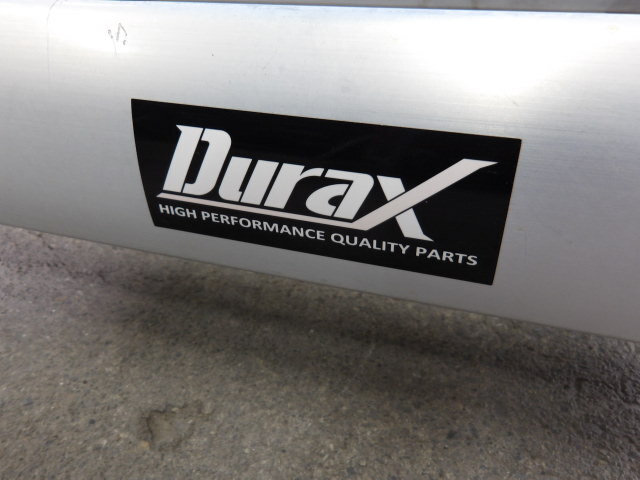 DuraX
HIGH PERFORMANCE QUALITY PARTS